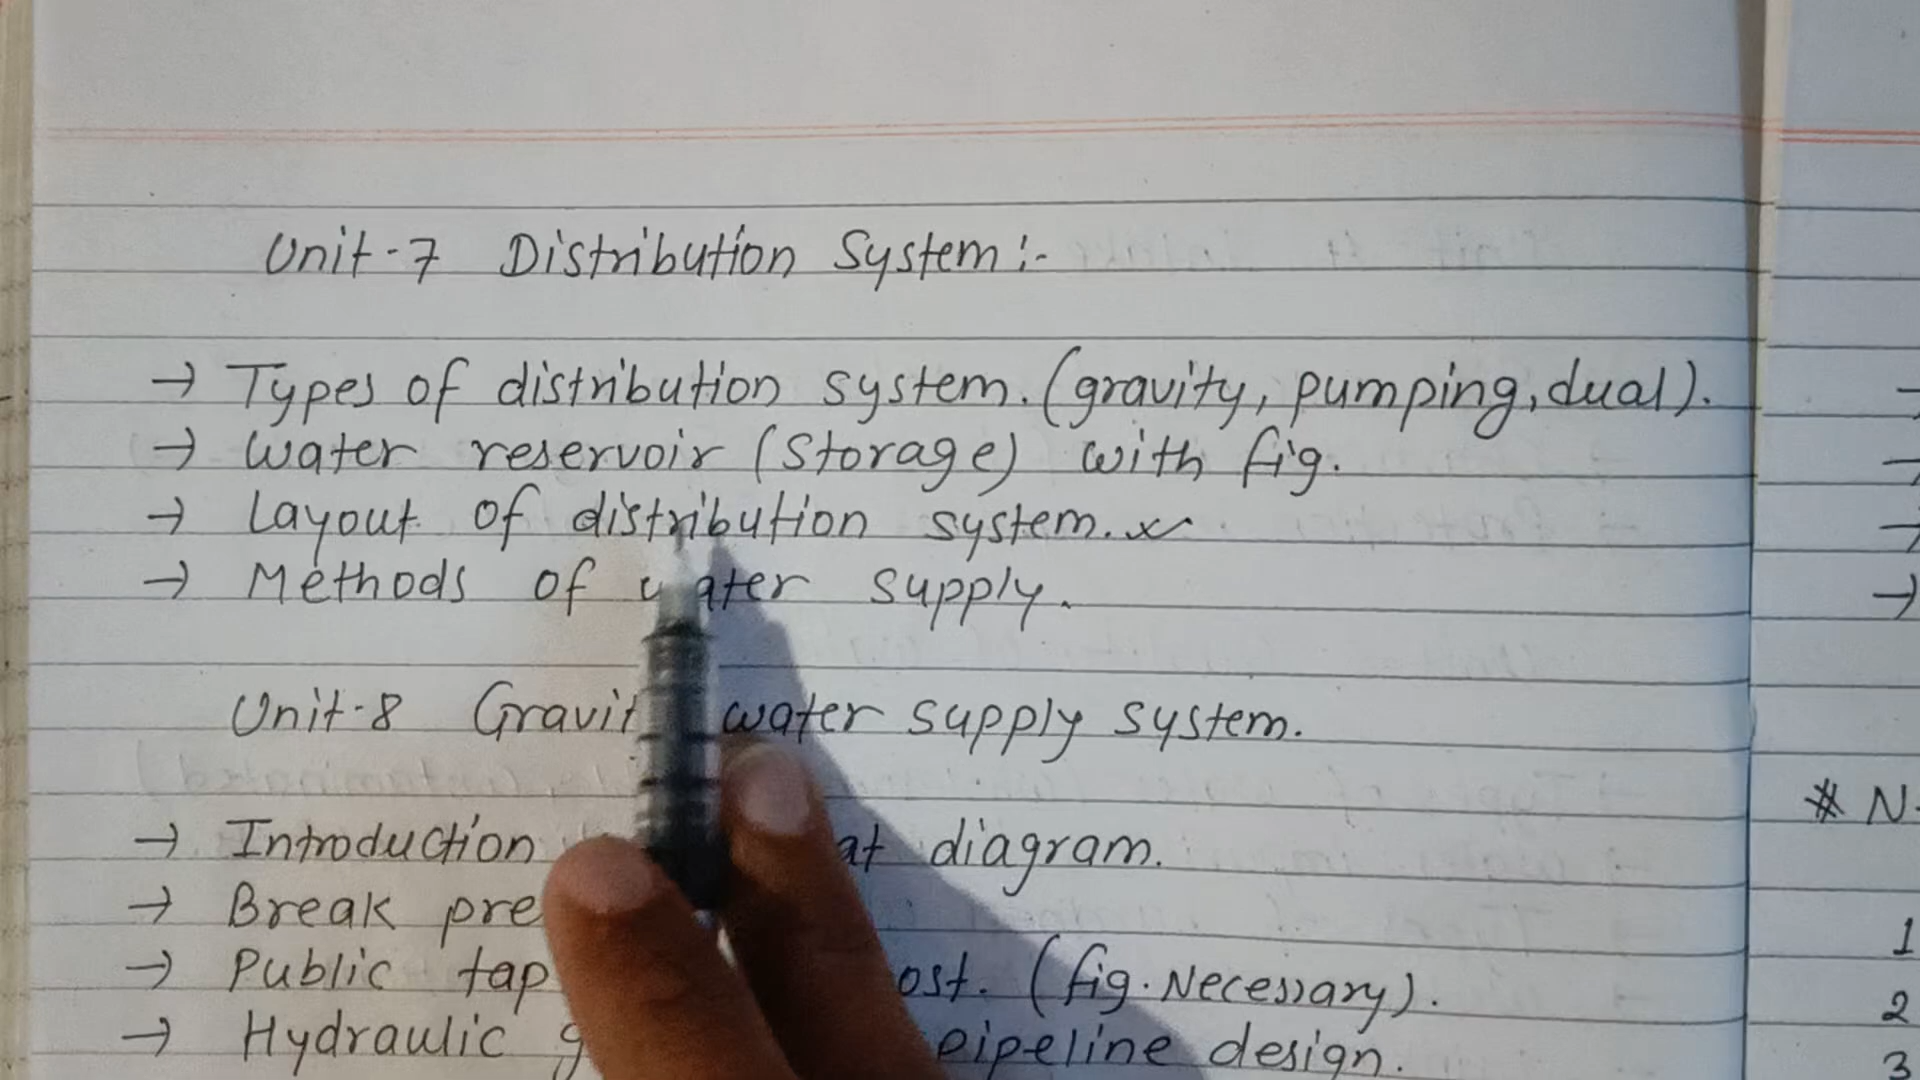 Unit-7 Distribution System:-
→ Types of distribution system. (gravity, pumping, dual).
→ Water reservoir (Storage) with fig.
→ Layout of distribution system. ×
→ Methods of water supply.
Unit-8 Gravit water supply system.
→ Introduction at diagram.
→ Break pre
→ Public tap ost. (fig. Necessary).
→ Hydraulic g pipeline design.
# N
1
2
3